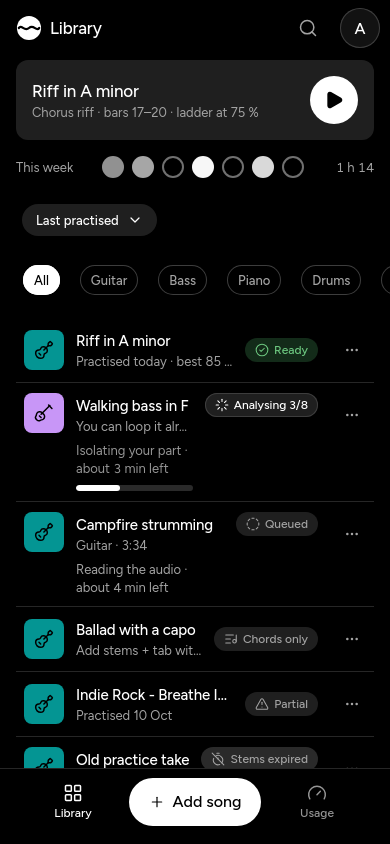 Library
A
Riff in A minor
Chorus riff · bars 17–20 · ladder at 75 %
This week
1 h 14
Last practised
All
Guitar
Bass
Piano
Drums
Riff in A minor
Ready
Practised today · best 85 ...
Walking bass in F
Analysing 3/8
You can loop it alr...
Isolating your part ·
about 3 min left
Campfire strumming
Queued
Guitar · 3:34
Reading the audio ·
about 4 min left
Ballad with a capo
Chords only
Add stems + tab wit...
Indie Rock - Breathe I...
Partial
Practised 10 Oct
Old practice take
Stems expired
Library
+ Add song
Usage